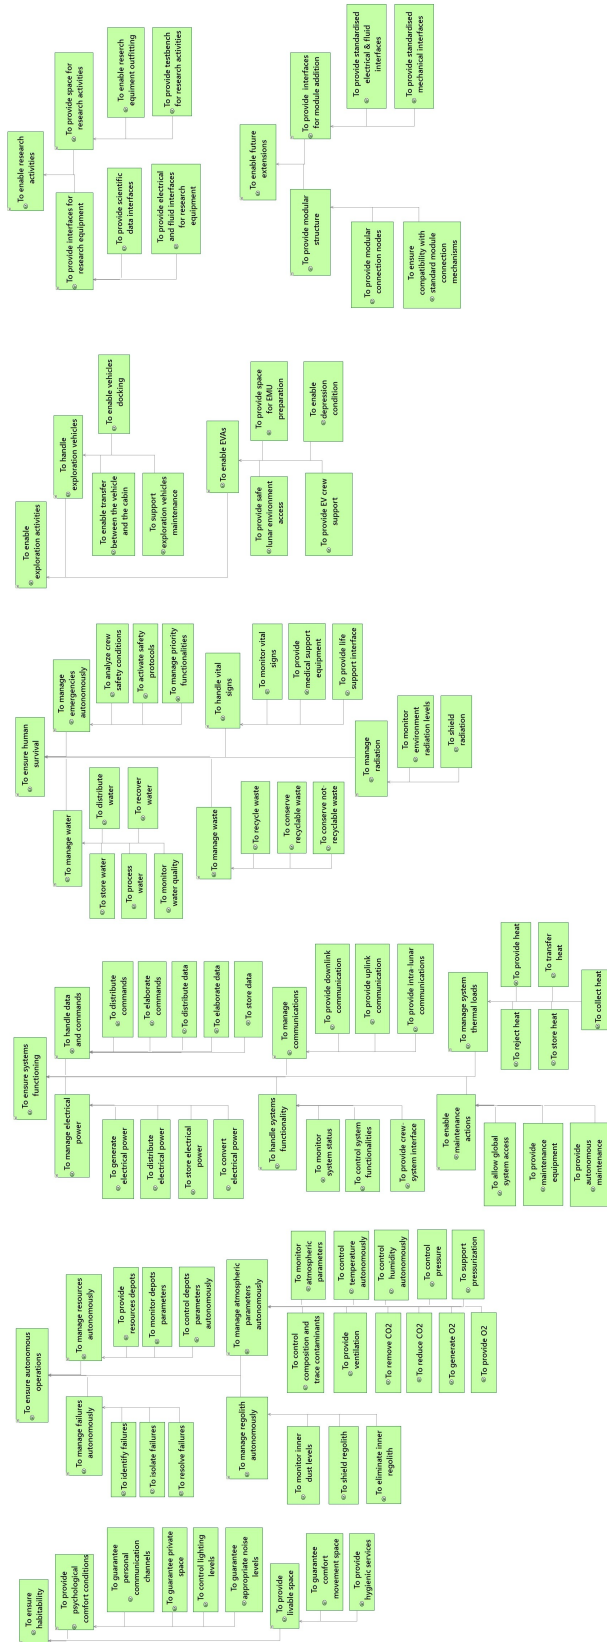 To ensure
habitability
To provide
psychological
comfort conditions
To guarantee
personal
communication
channels
To guarantee private
space
To control lighting
levels
To guarantee
appropriate noise
levels
To provide
livable space
To guarantee
comfort
movement space
To provide
hygienic services
To ensure autonomous
operations
To manage failures
autonomously
To identify failures
To isolate failures
To resolve failures
To manage resources
autonomously
To provide
resources depots
To monitor depots
parameters
To control depots
parameters
autonomously
To manage regolith
autonomously
To monitor inner
dust levels
To shield regolith
To eliminate inner
regolith
To manage atmospheric
parameters
autonomously
To control
composition and
trace contaminants
To provide
ventilation
To remove CO2
To reduce CO2
To generate O2
To provide O2
To monitor
atmospheric
parameters
To control
temperature
autonomously
To control
humidity
autonomously
To control
pressure
To support
pressurization
To ensure systems
functioning
To manage electrical
power
To generate
electrical power
To distribute
electrical power
To store electrical
power
To convert
electrical power
To handle data
and commands
To distribute
commands
To elaborate
commands
To distribute data
To elaborate data
To store data
To handle systems
functionality
To monitor
system status
To control system
functionalities
To provide crew-
system interface
To manage
communications
To provide downlink
communication
To provide uplink
communication
To provide intra-lunar
communications
To enable
maintenance
actions
To allow global
system access
To provide
maintenance
equipment
To provide
autonomous
maintenance
To manage system
thermal loads
To reject heat
To store heat
To provide heat
To transfer
heat
To collect heat
To ensure human
survival
To manage water
To store water
To process
water
To monitor
water quality
To distribute
water
To recover
water
To manage
emergencies
autonomously
To analyze crew
safety conditions
To activate safety
protocols
To manage priority
functionalities
To manage waste
To recycle waste
To conserve
recyclable waste
To conserve not-
recyclable waste
To handle vital
signs
To monitor vital
signs
To provide
medical support
equipment
To provide life
support interface
To manage
radiation
To monitor
environment
radiation levels
To shield
radiation
To enable
exploration activities
To handle
exploration vehicles
To enable transfer
between the vehicle
and the cabin
To support
exploration vehicles
maintenance
To enable vehicles
docking
To enable EVAs
To provide safe
lunar environment
access
To provide EV crew
support
To provide space
for EMU
preparation
To enable
depression
condition
To enable research
activities
To provide interfaces for
research equipment
To provide scientific
data interfaces
To provide electrical
and fluid interfaces
for research
equipment
To provide space for
research activities
To enable reserch
equiment outfitting
To provide testbench
for research activities
To enable future
extensions
To provide modular
structure
To provide modular
connection nodes
To ensure
compatibility with
standard module
connection
mechanisms
To provide interfaces
for module addition
To provide standardised
electrical & fluid
interfaces
To provide standardised
mechanical interfaces